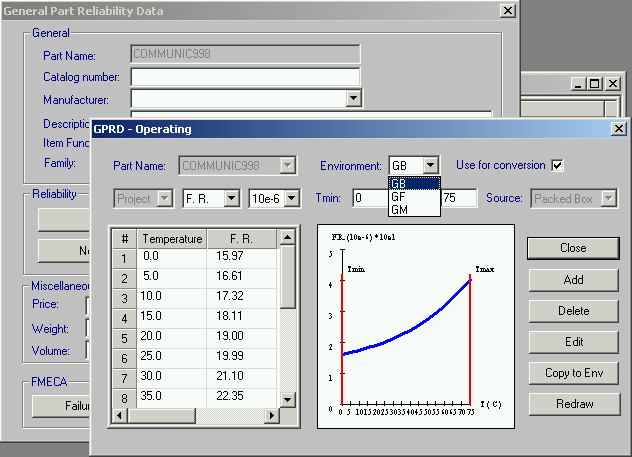 General Part Reliability Data
General
Part Name: COMMUNIC998
Catalog number:
Manufacturer:
Description
Item Func
Family:
Reliability
Miscellaneou
Price:
Weight:
Volume:
FMECA
Failur
GPRD - Operating
Part Name: COMMUNIC998 Environment: GB Use for conversion
GB
GF
GM
Project F. R. 10e-6 Tmin: 0 75 Source: Packed Box
# Temperature F. R.
1 0.0 15.97
2 5.0 16.61
3 10.0 17.32
4 15.0 18.11
5 20.0 19.00
6 25.0 19.99
7 30.0 21.10
8 35.0 22.35
FR.(10e-6) *10e1
Tmin Tmax
5
4
3
2
1
0
0 5 10 15 20 25 30 35 40 45 50 55 60 65 70 75 T ( C)
Close
Add
Delete
Edit
Copy to Env
Redraw